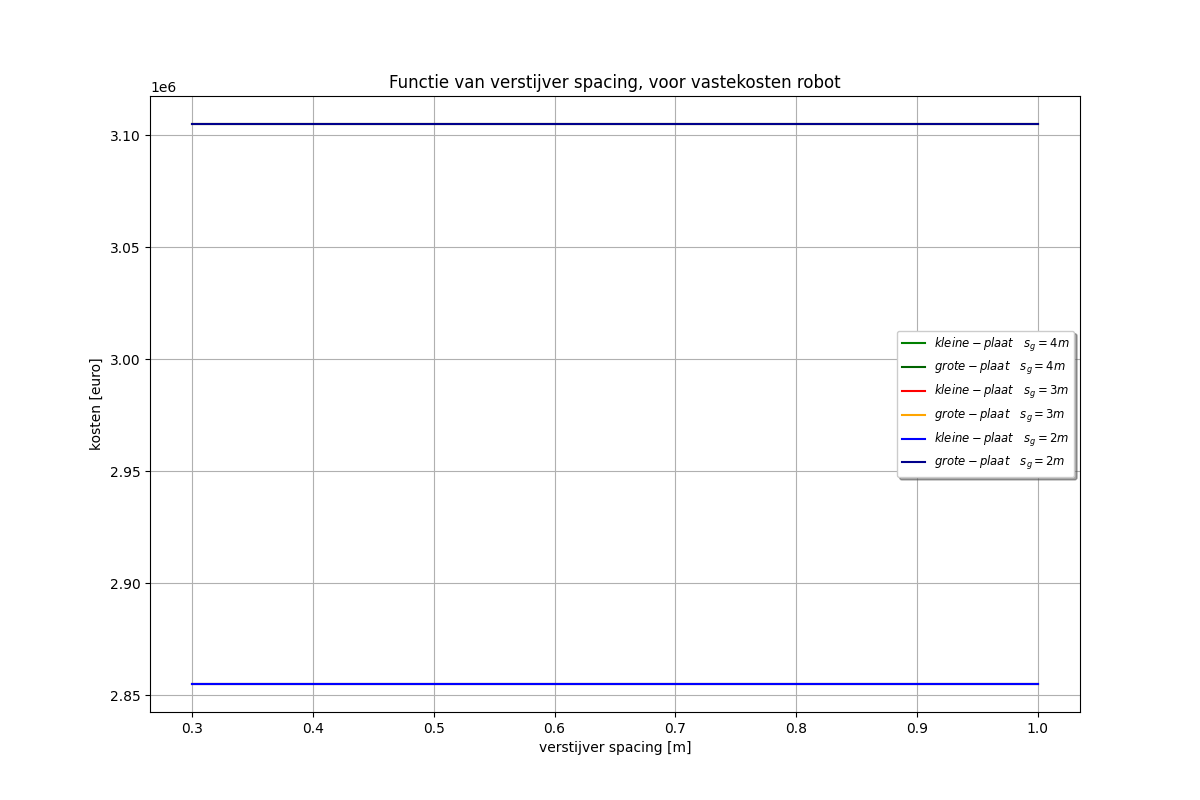 Functie van verstijver spacing, voor vastekosten robot
1e6
3.10
3.05
3.00
2.95
2.90
2.85
kosten [euro]
kleine − plaat s_g = 4m
grote − plaat s_g = 4m
kleine − plaat s_g = 3m
grote − plaat s_g = 3m
kleine − plaat s_g = 2m
grote − plaat s_g = 2m
0.3 0.4 0.5 0.6 0.7 0.8 0.9 1.0
verstijver spacing [m]